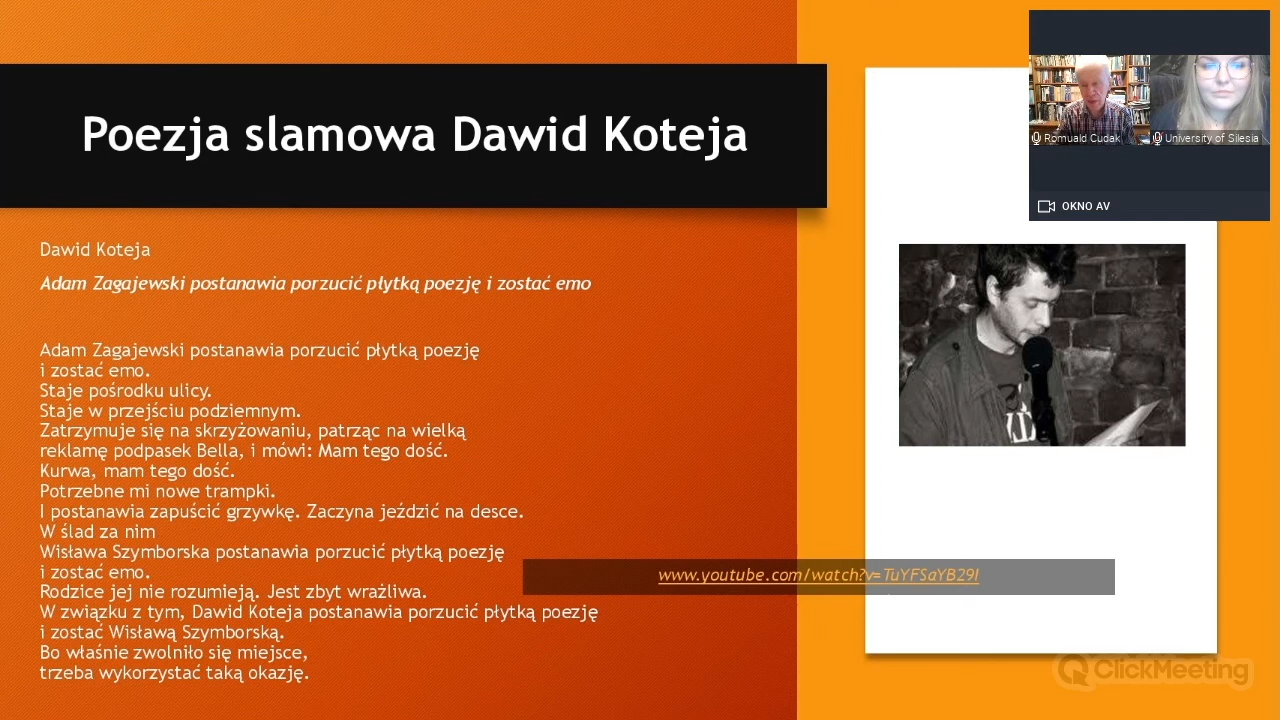 Poezja slamowa Dawid Koteja
Romuald Cudak
University of Silesia
OKNO AV
Dawid Koteja
Adam Zagajewski postanawia porzucić płytką poezję i zostać emo
Adam Zagajewski postanawia porzucić płytką poezję
i zostać emo.
Staje pośrodku ulicy.
Staje w przejściu podziemnym.
Zatrzymuje się na skrzyżowaniu, patrząc na wielką
reklamę podpasek Bella, i mówi: Mam tego dość.
Kurwa, mam tego dość.
Potrzebne mi nowe trampki.
I postanawia zapuścić grzywkę. Zaczyna jeździć na desce.
W ślad za nim
Wisława Szymborska postanawia porzucić płytką poezję
i zostać emo.
Rodzice jej nie rozumieją. Jest zbyt wrażliwa.
W związku z tym, Dawid Koteja postanawia porzucić płytką poezję
i zostać Wisławą Szymborską.
Bo właśnie zwolniło się miejsce,
trzeba wykorzystać taką okazję.
www.youtube.com/watch?v=TuYFSaYB29I
ClickMeeting